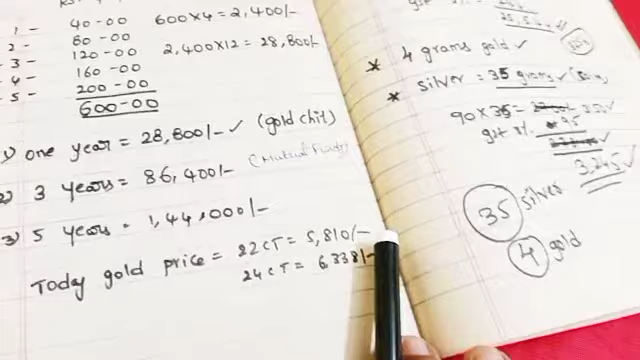 1 - 40-00
2 - 80-00
3 - 120-00
4 - 160-00
5 - 200-00
600-00
600x4 = 2,400/-
2,400x12 = 28,800/-
1) one year = 28,800/- ✓ (gold chit)
2) 3 years = 86,400/- (Mutual Funds)
3) 5 years = 1,44,000/-
Today gold price = 22CT = 5,810/-
24CT = 6,338/-
* 4 grams gold ✓
* silver = 35 grams ✓
90x35
gst
3,245 ✓
35 silver
4 gold